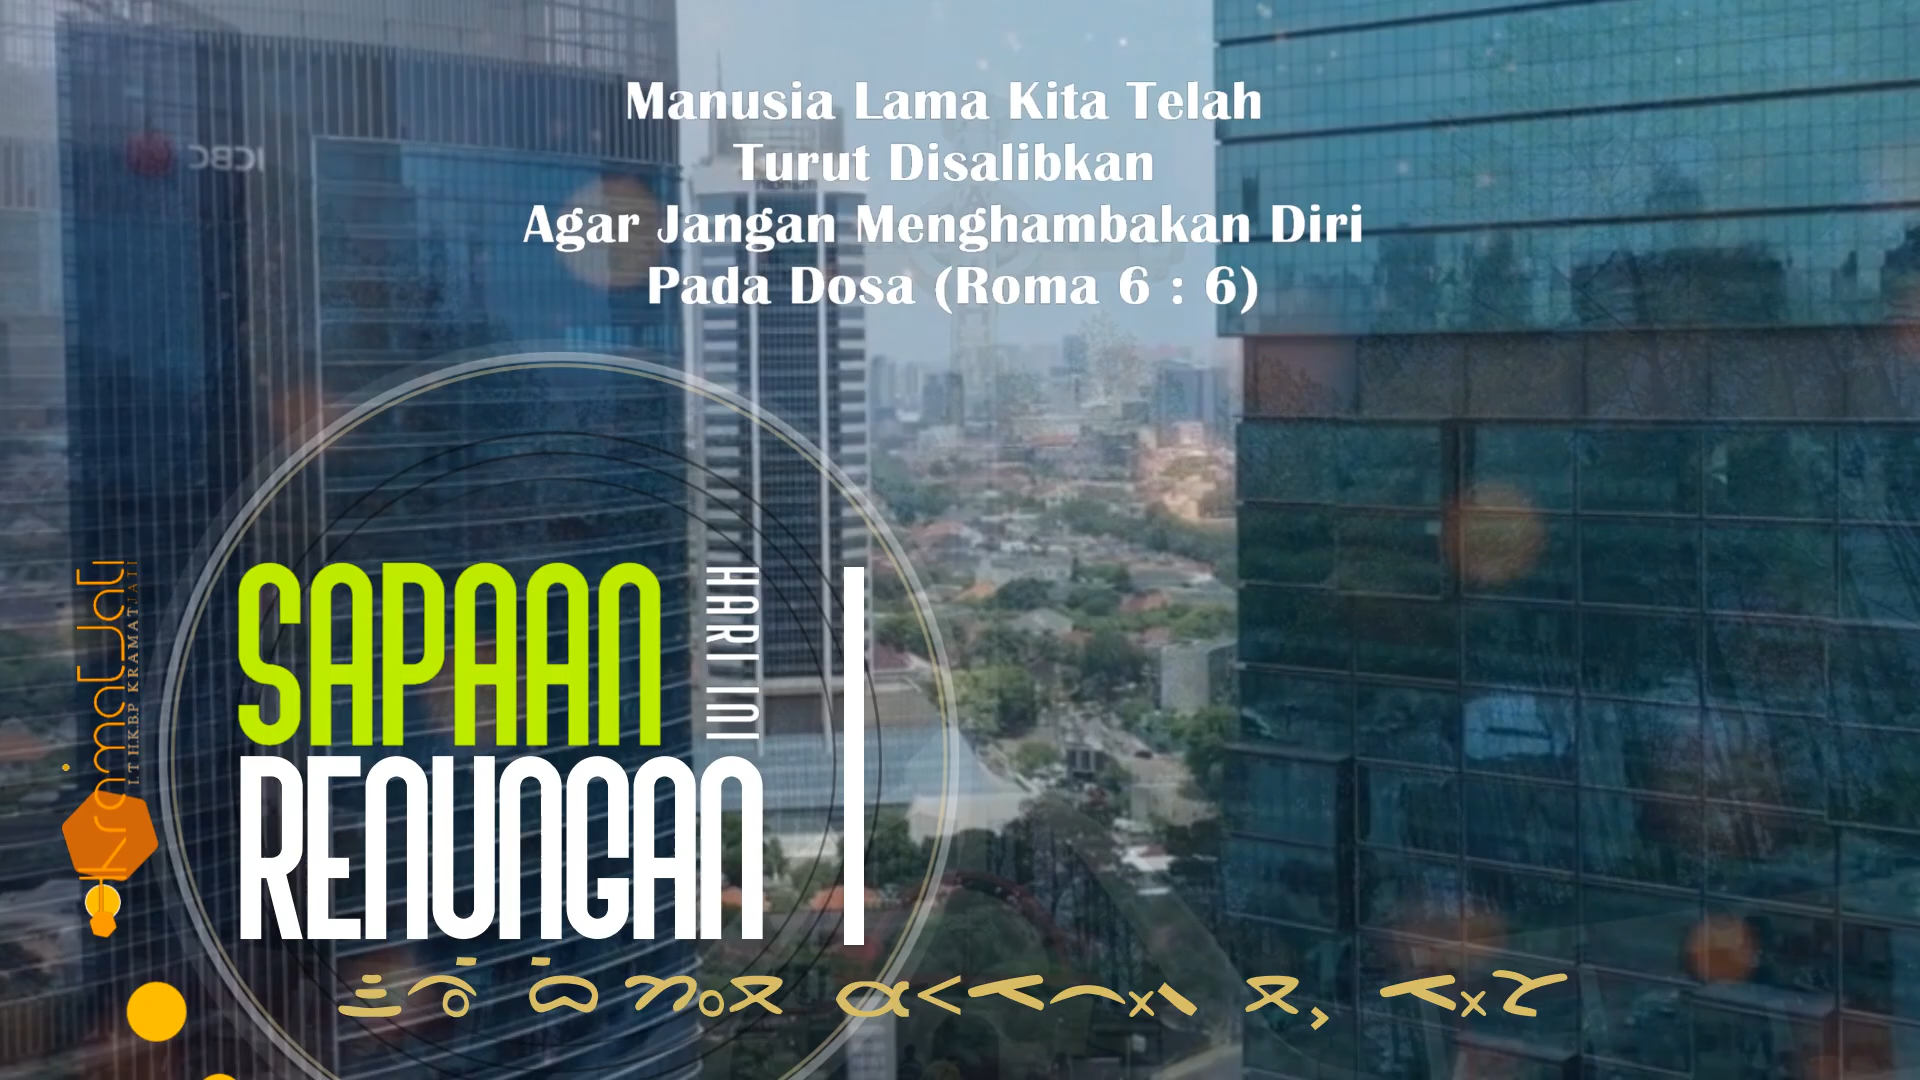 Manusia Lama Kita Telah
Turut Disalibkan
Agar Jangan Menghambakan Diri
Pada Dosa (Roma 6 : 6)
ICBC
SAPAAN
HARI INI
RENUNGAN
KramatJati
HKBP KRAMATJATI